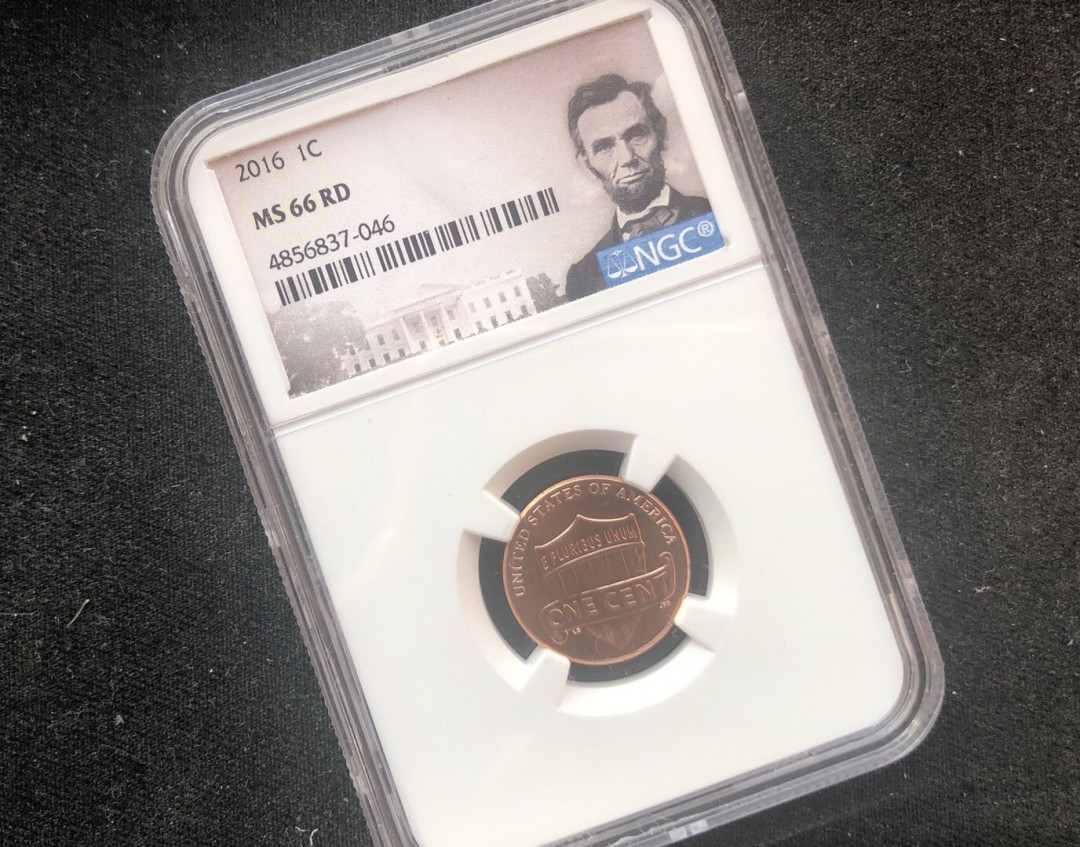 2016 1C
MS 66 RD
4856837-046
NGC®
UNITED STATES OF AMERICA
E PLURIBUS UNUM
ONE CENT